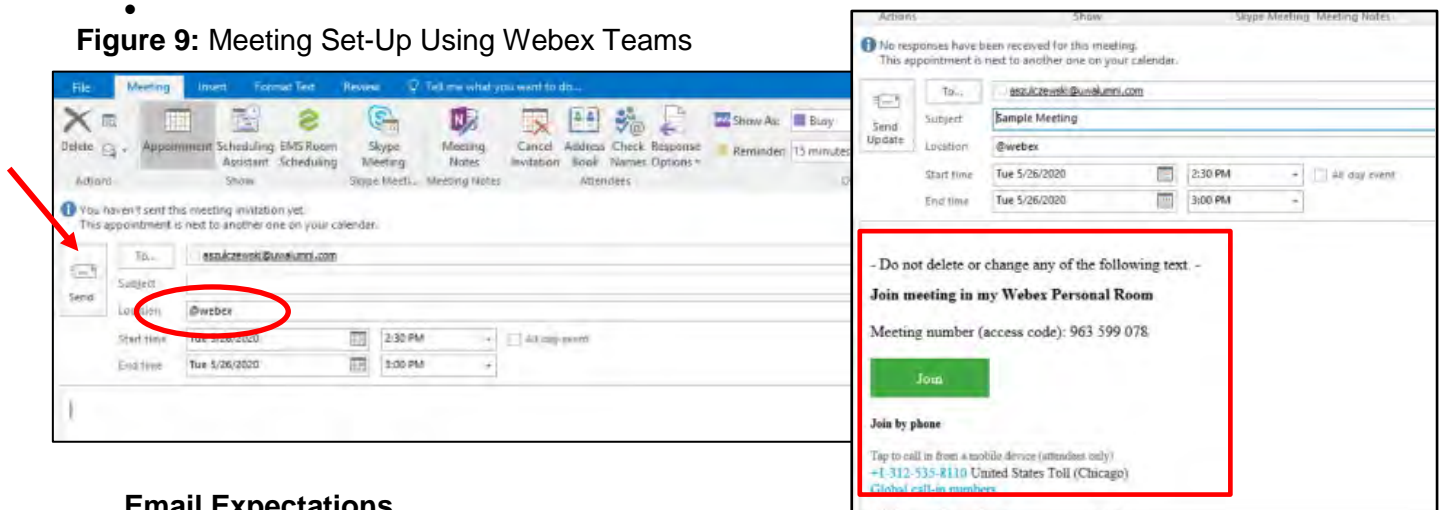 •
Figure 9: Meeting Set-Up Using Webex Teams
File Meeting Insert Format Text Review Tell me what you want to do...
Delete Appointment Scheduling Assistant EMS Room Scheduling Skype Meeting Meeting Notes Cancel Invitation Address Book Check Names Response Options Show As: Busy
Reminder: 15 minutes
Actions Show Skype Meeti... Meeting Notes Attendees
You haven't sent this meeting invitation yet.
This appointment is next to another one on your calendar.
Send
To... aszulczewski@uwalumni.com
Subject
Location @webex
Start time Tue 5/26/2020 2:30 PM All day event
End time Tue 5/26/2020 3:00 PM
Actions Show Skype Meeting Meeting Notes
No responses have been received for this meeting.
This appointment is next to another one on your calendar.
Send Update
To... aszulczewski@uwalumni.com
Subject Sample Meeting
Location @webex
Start time Tue 5/26/2020 2:30 PM All day event
End time Tue 5/26/2020 3:00 PM
- Do not delete or change any of the following text. -
Join meeting in my Webex Personal Room
Meeting number (access code): 963 599 078
Join
Join by phone
Tap to call in from a mobile device (attendees only)
+1-312-535-8110 United States Toll (Chicago)
Global call-in numbers
Email Expectations